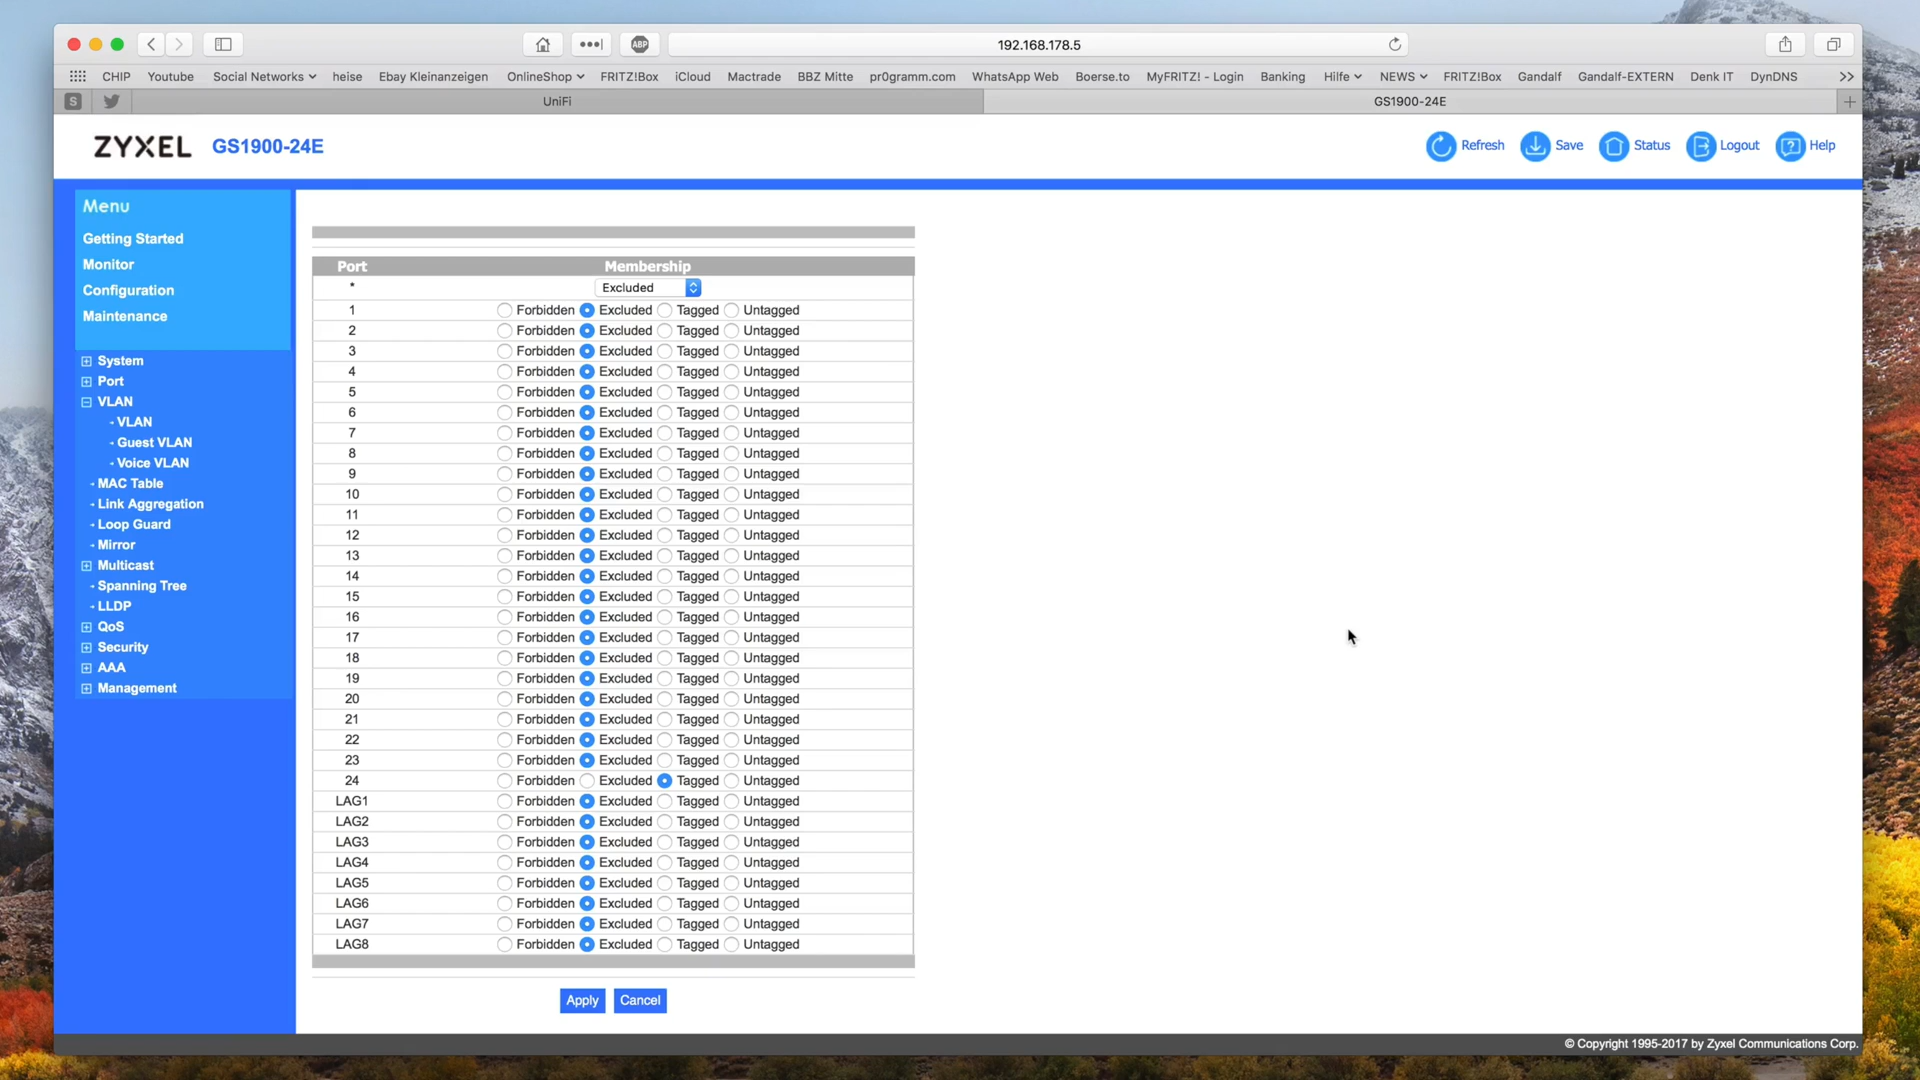 192.168.178.5
CHIP Youtube Social Networks heise Ebay Kleinanzeigen OnlineShop FRITZ!Box iCloud Mactrade BBZ Mitte pr0gramm.com WhatsApp Web Boerse.to MyFRITZ! - Login Banking Hilfe NEWS FRITZ!Box Gandalf Gandalf-EXTERN Denk IT DynDNS
S UniFi GS1900-24E
ZYXEL GS1900-24E Refresh Save Status Logout Help
Menu
Getting Started
Monitor
Configuration
Maintenance
System
Port
VLAN
VLAN
Guest VLAN
Voice VLAN
MAC Table
Link Aggregation
Loop Guard
Mirror
Multicast
Spanning Tree
LLDP
QoS
Security
AAA
Management
Port Membership
* Excluded
1 Forbidden Excluded Tagged Untagged
2 Forbidden Excluded Tagged Untagged
3 Forbidden Excluded Tagged Untagged
4 Forbidden Excluded Tagged Untagged
5 Forbidden Excluded Tagged Untagged
6 Forbidden Excluded Tagged Untagged
7 Forbidden Excluded Tagged Untagged
8 Forbidden Excluded Tagged Untagged
9 Forbidden Excluded Tagged Untagged
10 Forbidden Excluded Tagged Untagged
11 Forbidden Excluded Tagged Untagged
12 Forbidden Excluded Tagged Untagged
13 Forbidden Excluded Tagged Untagged
14 Forbidden Excluded Tagged Untagged
15 Forbidden Excluded Tagged Untagged
16 Forbidden Excluded Tagged Untagged
17 Forbidden Excluded Tagged Untagged
18 Forbidden Excluded Tagged Untagged
19 Forbidden Excluded Tagged Untagged
20 Forbidden Excluded Tagged Untagged
21 Forbidden Excluded Tagged Untagged
22 Forbidden Excluded Tagged Untagged
23 Forbidden Excluded Tagged Untagged
24 Forbidden Excluded Tagged Untagged
LAG1 Forbidden Excluded Tagged Untagged
LAG2 Forbidden Excluded Tagged Untagged
LAG3 Forbidden Excluded Tagged Untagged
LAG4 Forbidden Excluded Tagged Untagged
LAG5 Forbidden Excluded Tagged Untagged
LAG6 Forbidden Excluded Tagged Untagged
LAG7 Forbidden Excluded Tagged Untagged
LAG8 Forbidden Excluded Tagged Untagged
Apply Cancel
© Copyright 1995-2017 by Zyxel Communications Corp.